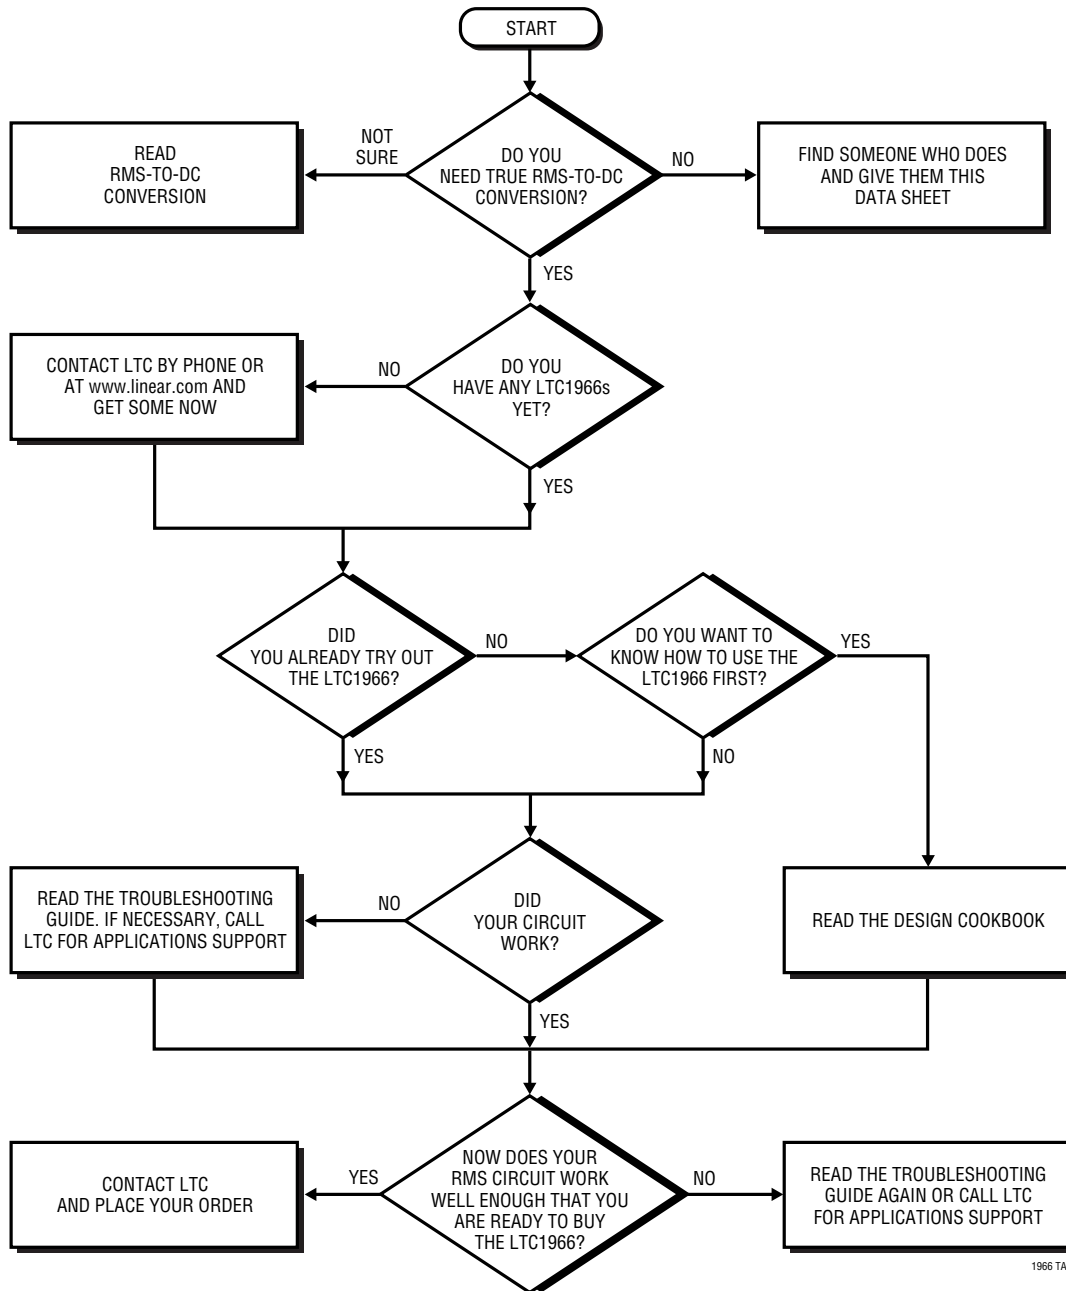 START
NOT
SURE
READ
RMS-TO-DC
CONVERSION
DO YOU
NEED TRUE RMS-TO-DC
CONVERSION?
NO
FIND SOMEONE WHO DOES
AND GIVE THEM THIS
DATA SHEET
YES
CONTACT LTC BY PHONE OR
AT www.linear.com AND
GET SOME NOW
NO
DO YOU
HAVE ANY LTC1966s
YET?
YES
DID
YOU ALREADY TRY OUT
THE LTC1966?
NO
DO YOU WANT TO
KNOW HOW TO USE THE
LTC1966 FIRST?
YES
YES
NO
READ THE TROUBLESHOOTING
GUIDE. IF NECESSARY, CALL
LTC FOR APPLICATIONS SUPPORT
NO
DID
YOUR CIRCUIT
WORK?
READ THE DESIGN COOKBOOK
YES
CONTACT LTC
AND PLACE YOUR ORDER
YES
NOW DOES YOUR
RMS CIRCUIT WORK
WELL ENOUGH THAT YOU
ARE READY TO BUY
THE LTC1966?
NO
READ THE TROUBLESHOOTING
GUIDE AGAIN OR CALL LTC
FOR APPLICATIONS SUPPORT
1966 TA